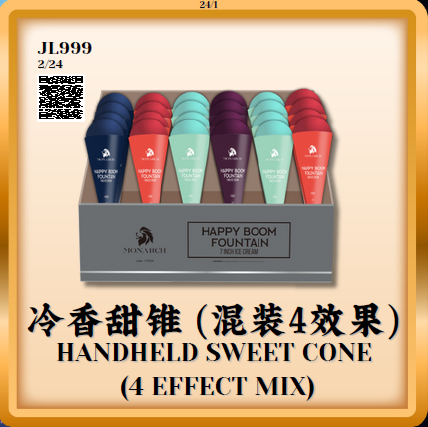 24/1
JL999
2/24
HAPPY BOOM
FOUNTAIN
MONARCH
HAPPY BOOM
FOUNTAIN
7 INCH ICE CREAM
冷香甜锥 (混装4效果)
HANDHELD SWEET CONE
(4 EFFECT MIX)